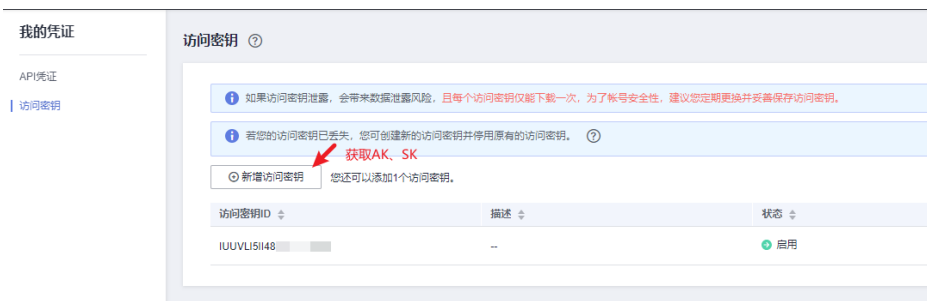 我的凭证
API凭证
访问密钥
访问密钥 ?
如果访问密钥泄露，会带来数据泄露风险，且每个访问密钥仅能下载一次，为了帐号安全性，建议您定期更换并妥善保存访问密钥。
若您的访问密钥已丢失，您可创建新的访问密钥并停用原有的访问密钥。 ?
获取AK、SK
新增访问密钥 您还可以添加1个访问密钥。
访问密钥ID 描述 状态
IUUVLI5II48 -- 启用